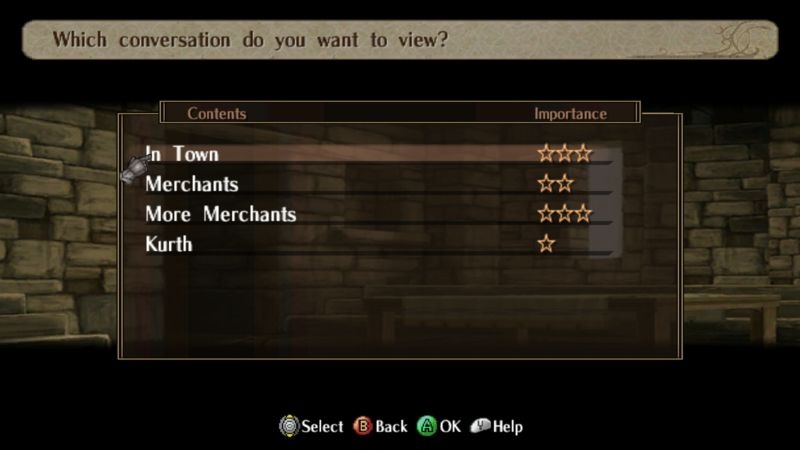 Which conversation do you want to view?
Contents Importance
In Town ☆☆☆
Merchants ☆☆
More Merchants ☆☆☆
Kurth ☆
Select B Back A OK Help